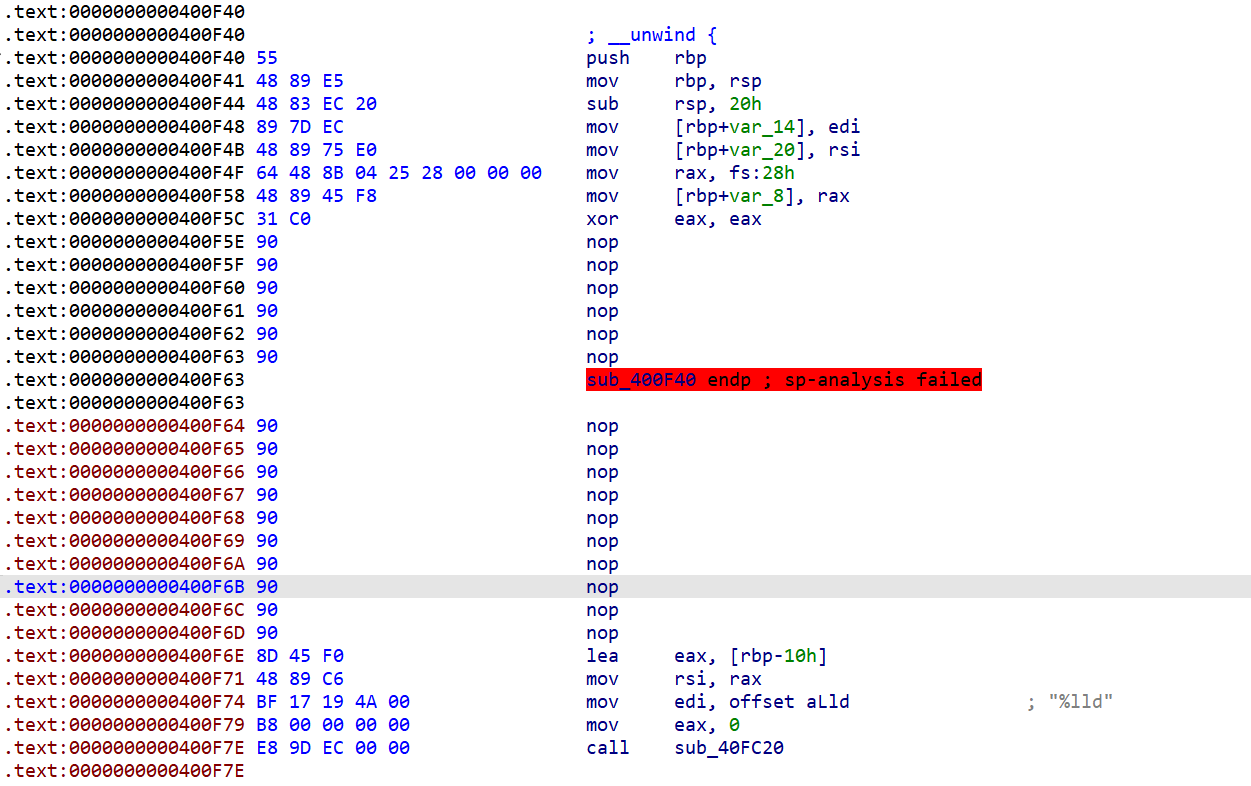 .text:0000000000400F40
.text:0000000000400F40 ; __unwind {
.text:0000000000400F40 55 push rbp
.text:0000000000400F41 48 89 E5 mov rbp, rsp
.text:0000000000400F44 48 83 EC 20 sub rsp, 20h
.text:0000000000400F48 89 7D EC mov [rbp+var_14], edi
.text:0000000000400F4B 48 89 75 E0 mov [rbp+var_20], rsi
.text:0000000000400F4F 64 48 8B 04 25 28 00 00 00 mov rax, fs:28h
.text:0000000000400F58 48 89 45 F8 mov [rbp+var_8], rax
.text:0000000000400F5C 31 C0 xor eax, eax
.text:0000000000400F5E 90 nop
.text:0000000000400F5F 90 nop
.text:0000000000400F60 90 nop
.text:0000000000400F61 90 nop
.text:0000000000400F62 90 nop
.text:0000000000400F63 90 nop
.text:0000000000400F63 sub_400F40 endp ; sp-analysis failed
.text:0000000000400F63
.text:0000000000400F64 90 nop
.text:0000000000400F65 90 nop
.text:0000000000400F66 90 nop
.text:0000000000400F67 90 nop
.text:0000000000400F68 90 nop
.text:0000000000400F69 90 nop
.text:0000000000400F6A 90 nop
.text:0000000000400F6B 90 nop
.text:0000000000400F6C 90 nop
.text:0000000000400F6D 90 nop
.text:0000000000400F6E 8D 45 F0 lea eax, [rbp-10h]
.text:0000000000400F71 48 89 C6 mov rsi, rax
.text:0000000000400F74 BF 17 19 4A 00 mov edi, offset aLld ; "%lld"
.text:0000000000400F79 B8 00 00 00 00 mov eax, 0
.text:0000000000400F7E E8 9D EC 00 00 call sub_40FC20
.text:0000000000400F7E